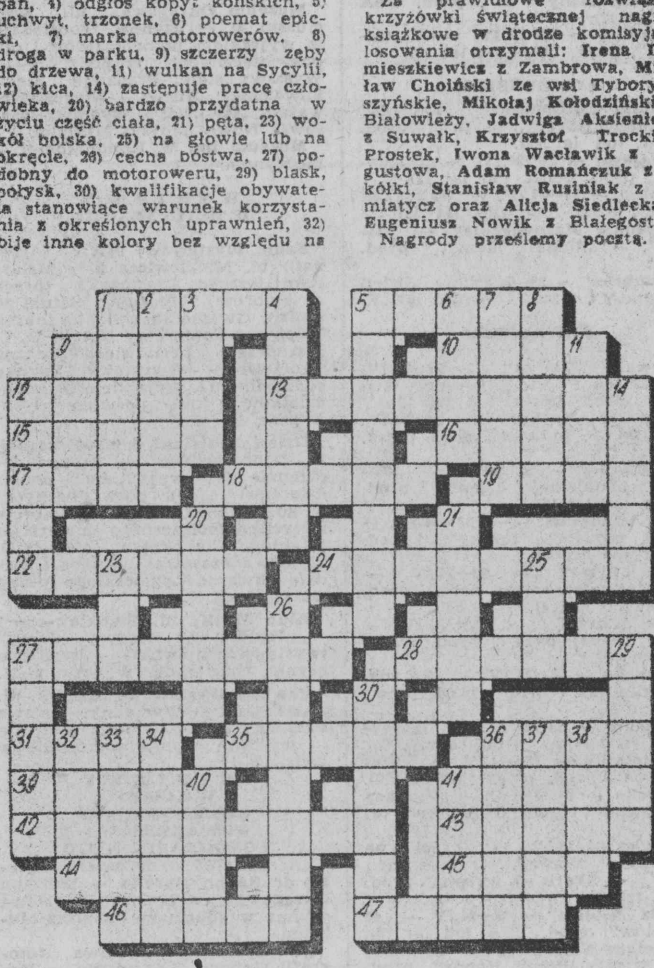 pan, 4) odgłos kopyt końskich, 5)
uchwyt, trzonek, 6) poemat epic-
ki, 7) marka motorowerów, 8)
droga w parku, 9) szczerzy zęby
do drzewa, 11) wulkan na Sycylii,
12) kica, 14) zastępuje pracę czło-
wieka, 20) bardzo przydatna w
życiu część ciała, 21) pęta, 23) wo-
kół boiska, 25) na głowie lub na
okręcie, 26) cecha bóstwa, 27) po-
dobny do motoroweru, 29) blask,
połysk, 30) kwalifikacje obywate-
la stanowiące warunek korzysta-
nia z określonych uprawnień, 32)
bije inne kolory bez względu na
Za prawidłowe
krzyżówki świątecznej
książkowe w drodze
losowania otrzymali: Irena
mieszkiewicz z Zambrowa,
ław Choiński ze wsi Tybory
szyńskie, Mikołaj Kołodziński
Białowieży, Jadwiga
z Suwałk, Krzysztof Trocki
Prostek, Iwona Wacławik z
gustowa, Adam Romańczuk z
kółki, Stanisław Rusiniak z
miatycz oraz Alicja Siedlecka
Eugeniusz Nowik z
Nagrody prześlemy pocztą.
1 2 3 4 5 6 7 8
9 10 11
12 13 14
15 16
17 18 19
20 21
22 23 24 25
26
27 28 29
30
31 32 33 34 35 36 37 38
39 40 41
42 43
44 45
46 47